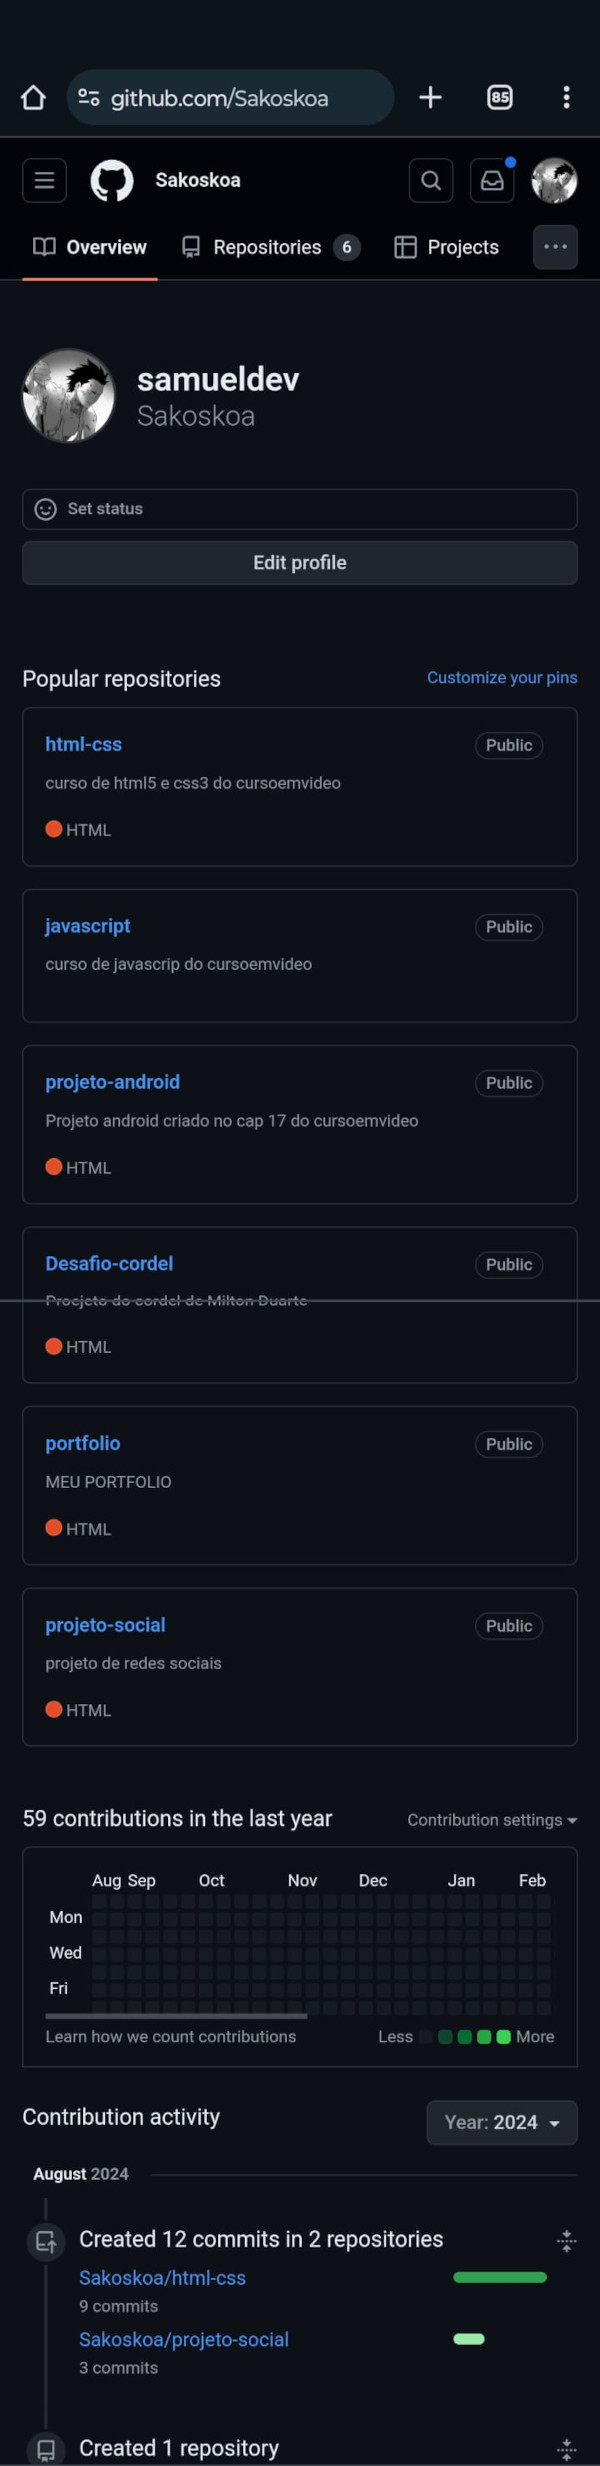 github.com/Sakoskoa
85
Sakoskoa
Overview Repositories 6 Projects
samueldev
Sakoskoa
Set status
Edit profile
Popular repositories Customize your pins
html-css Public
curso de html5 e css3 do cursoemvideo
HTML
javascript Public
curso de javascrip do cursoemvideo
projeto-android Public
Projeto android criado no cap 17 do cursoemvideo
HTML
Desafio-cordel Public
Procjeto do cordel de Milton Duarte
HTML
portfolio Public
MEU PORTFOLIO
HTML
projeto-social Public
projeto de redes sociais
HTML
59 contributions in the last year Contribution settings
Aug Sep Oct Nov Dec Jan Feb
Mon
Wed
Fri
Learn how we count contributions Less More
Contribution activity Year: 2024
August 2024
Created 12 commits in 2 repositories
Sakoskoa/html-css
9 commits
Sakoskoa/projeto-social
3 commits
Created 1 repository